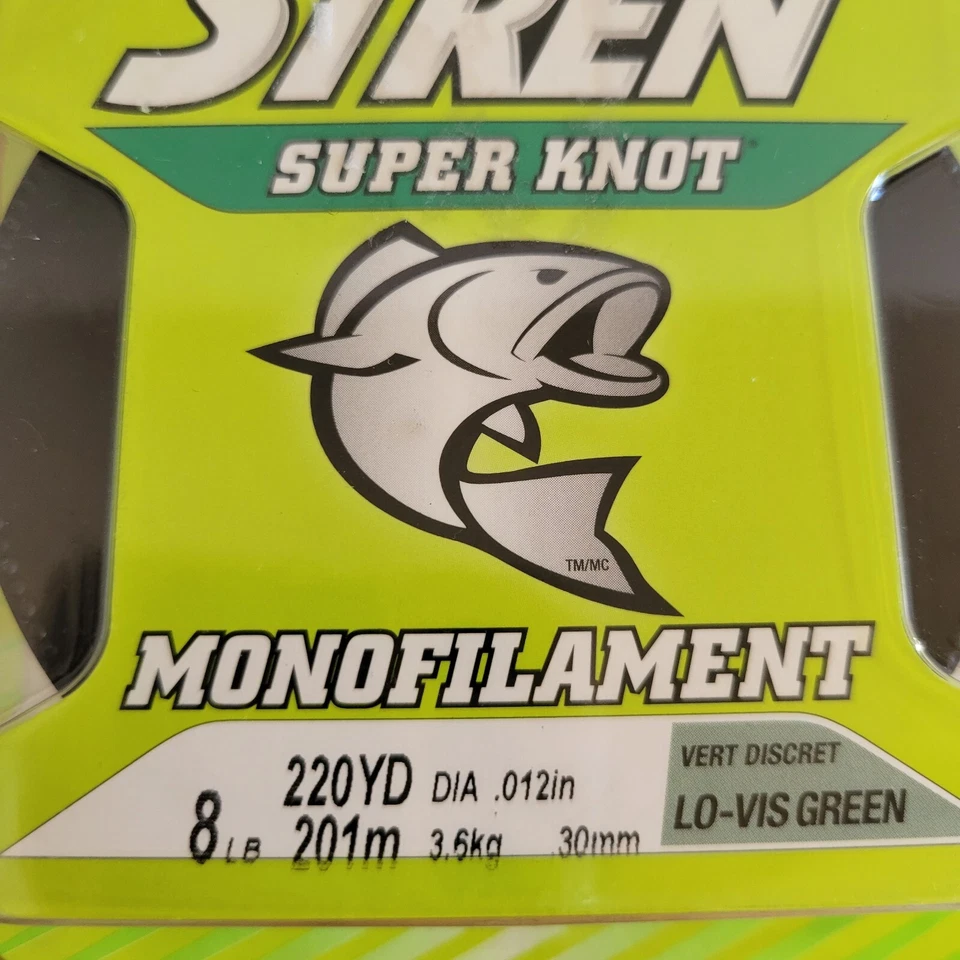 SIREN
SUPER KNOT
TM/MC
MONOFILAMENT
220YD DIA .012in
8LB 201m 3.6kg .30mm
VERT DISCRET
LO-VIS GREEN